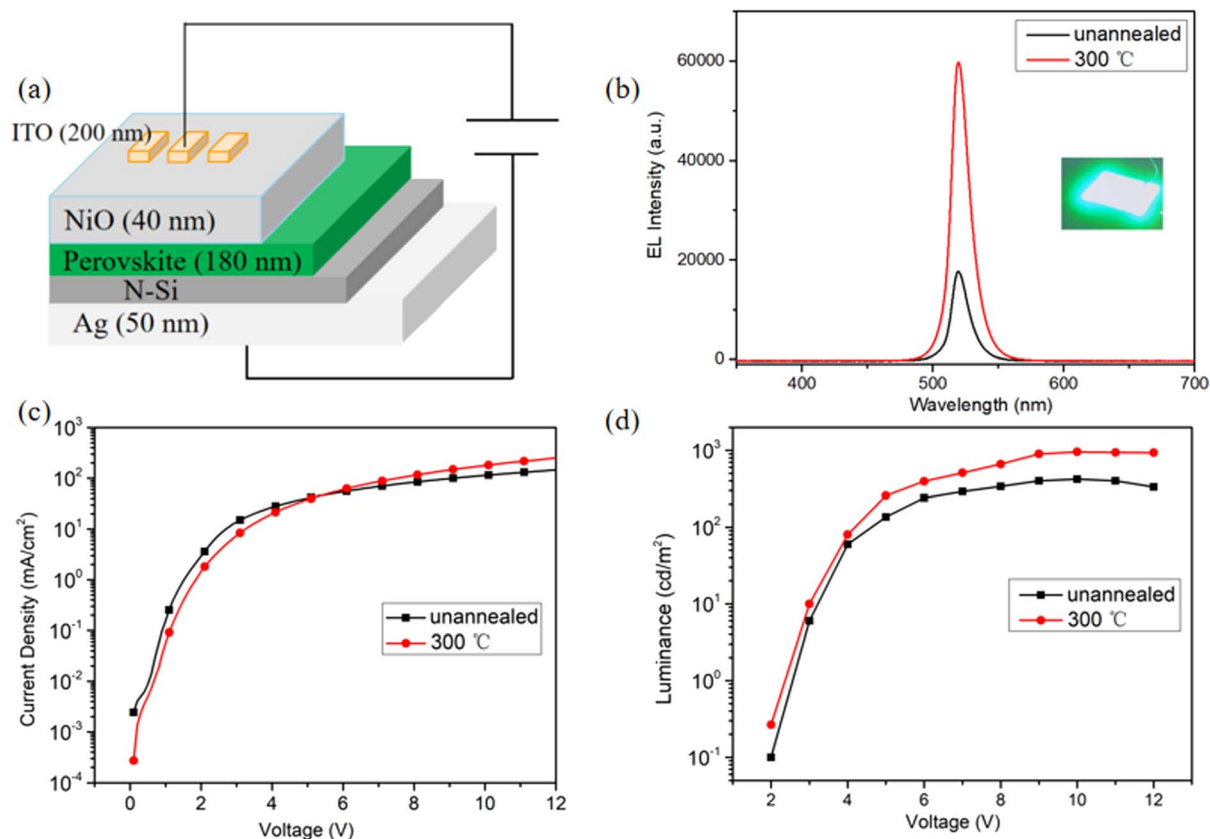 (a)
ITO (200 nm)
NiO (40 nm)
Perovskite (180 nm)
N-Si
Ag (50 nm)
(b)
unannealed
300 ℃
60000
40000
20000
0
EL Intensity (a.u.)
400 500 600 700
Wavelength (nm)
(c)
10³
10²
10¹
10⁰
10⁻¹
10⁻²
10⁻³
10⁻⁴
Current Density (mA/cm²)
unannealed
300 ℃
0 2 4 6 8 10 12
Voltage (V)
(d)
10³
10²
10¹
10⁰
10⁻¹
Luminance (cd/m²)
unannealed
300 ℃
2 4 6 8 10 12
Voltage (V)